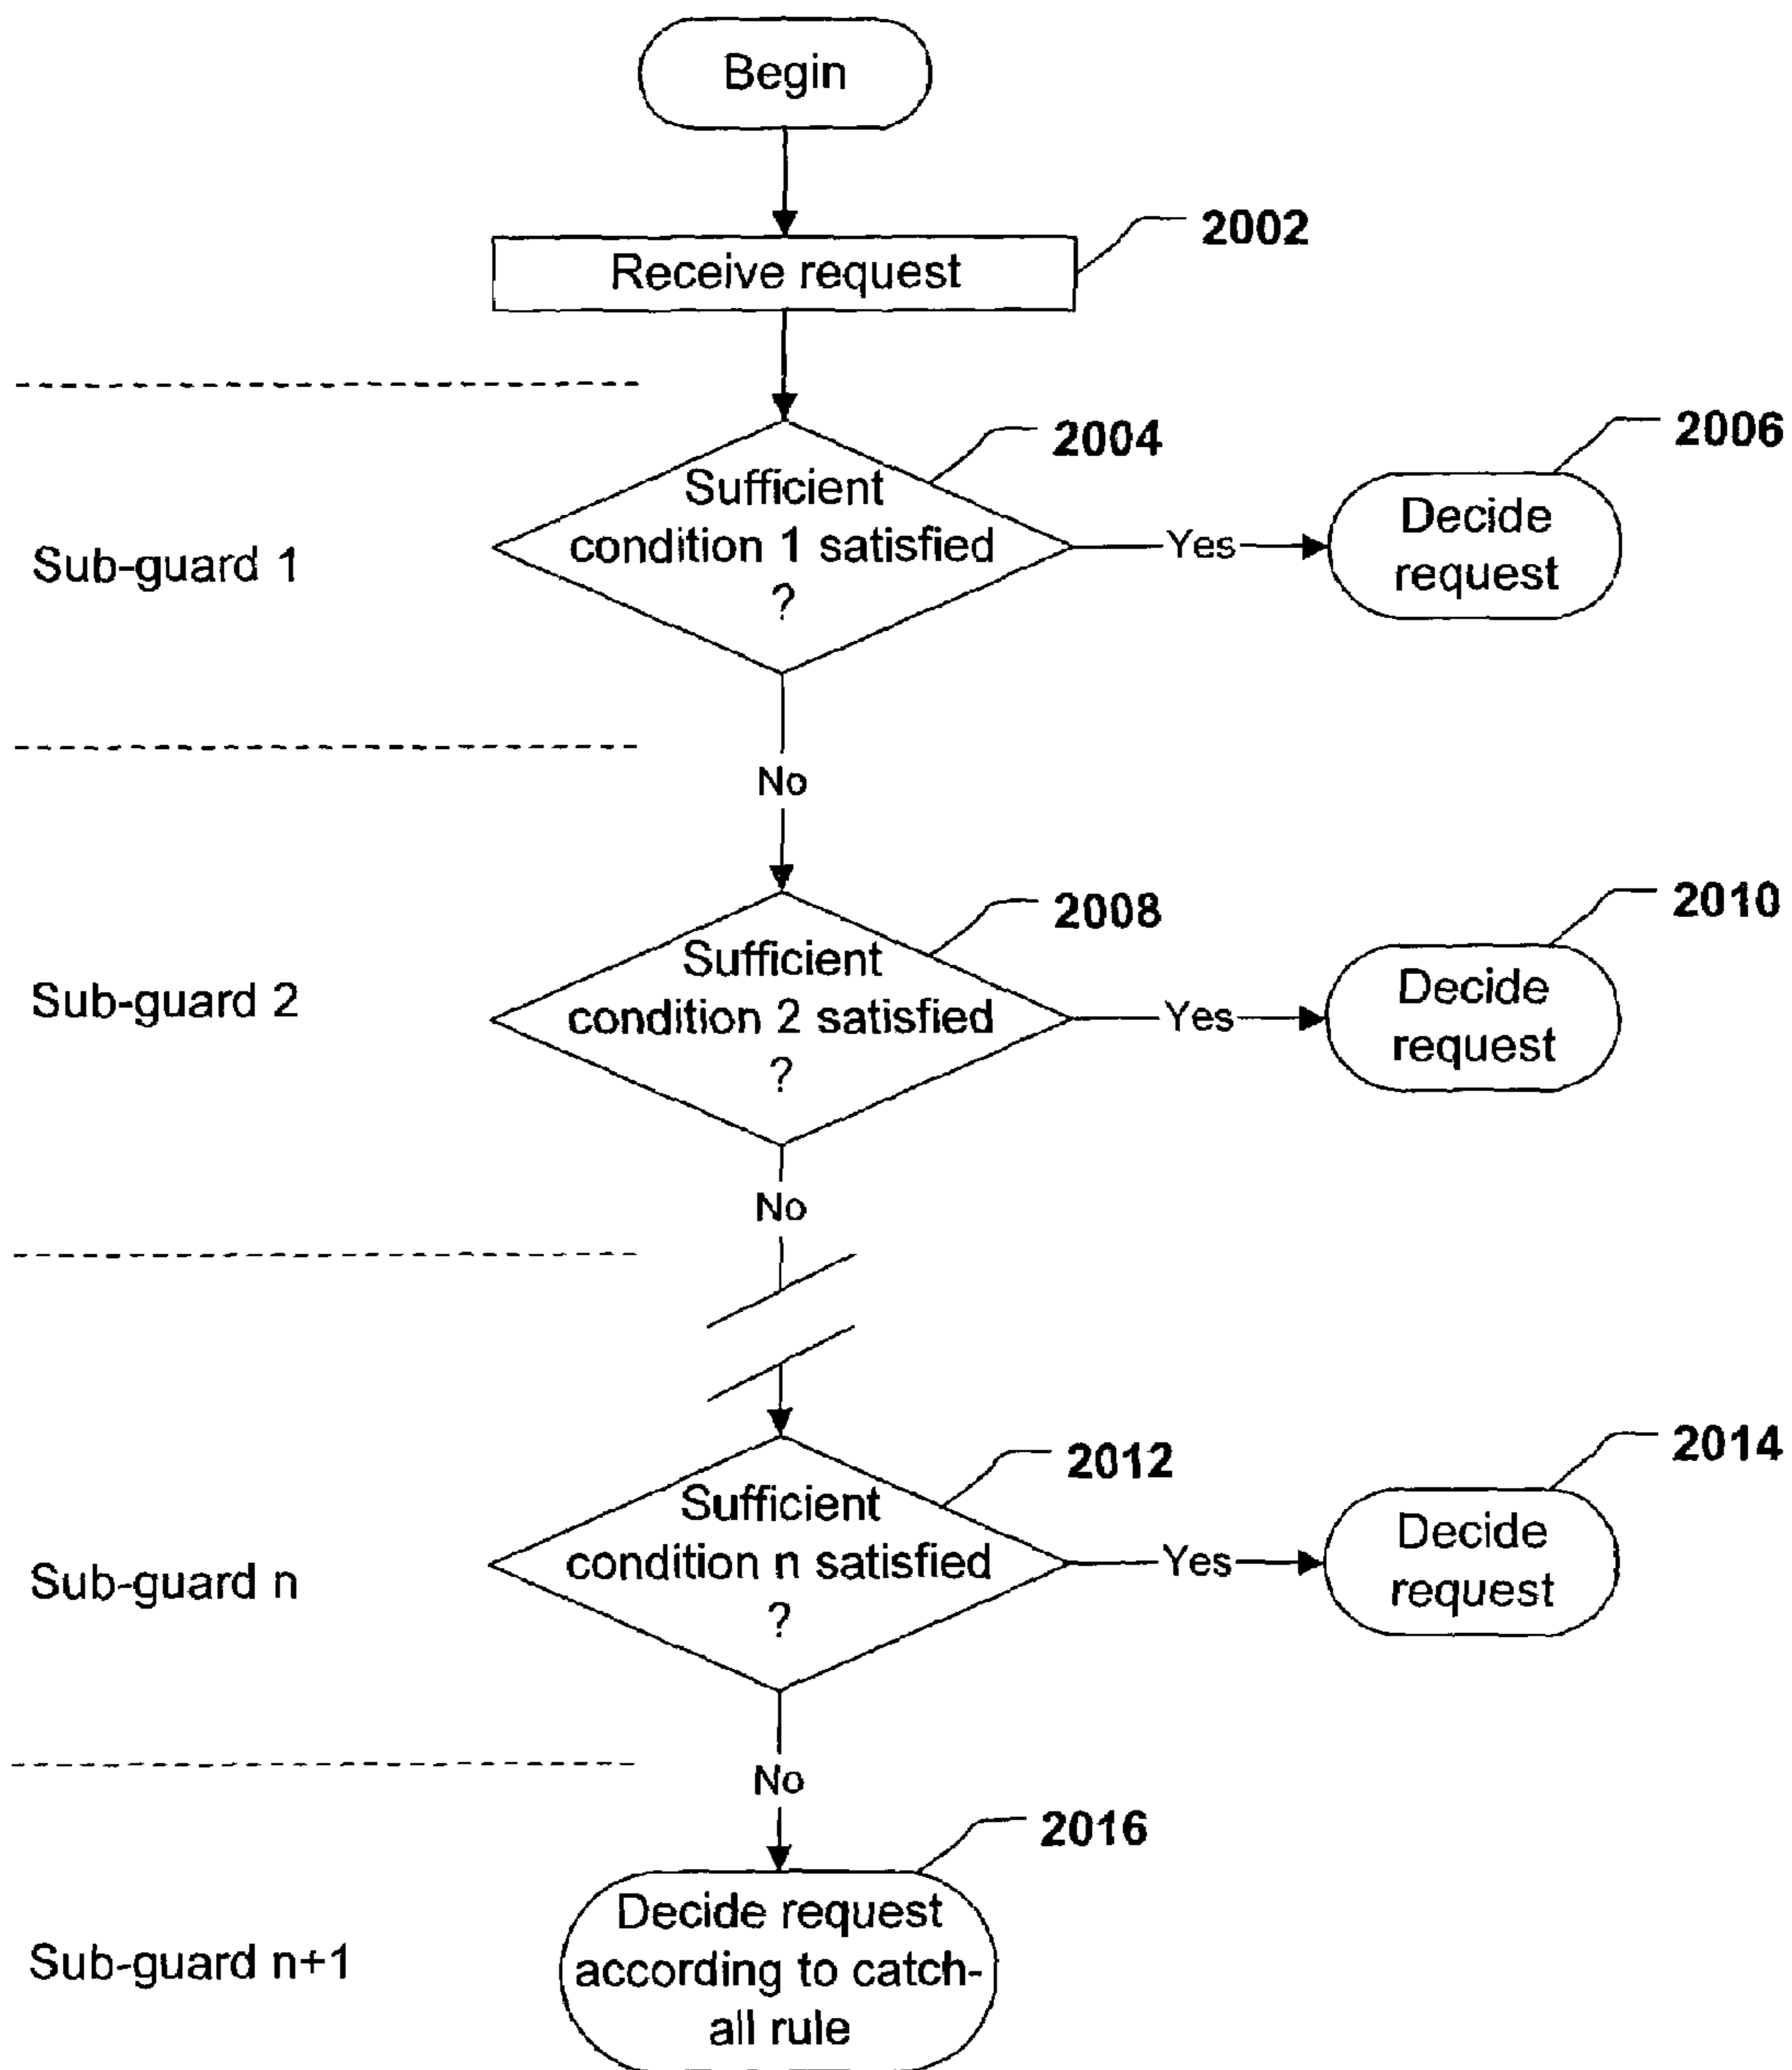 Begin
2002
Receive request
2004
2006
Sufficient
condition 1 satisfied
?
Yes
Decide
request
Sub-guard 1
No
2008
2010
Sufficient
condition 2 satisfied
?
Yes
Decide
request
Sub-guard 2
No
2012
2014
Sufficient
condition n satisfied
?
Yes
Decide
request
Sub-guard n
No
2016
Decide request
according to catch-
all rule
Sub-guard n+1